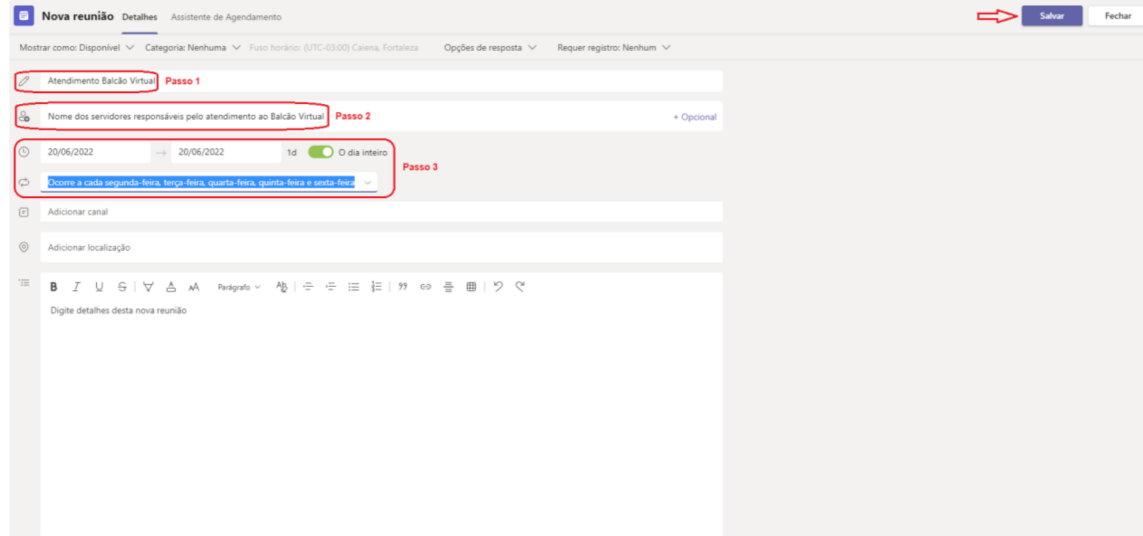 Nova reunião Detalhes Assistente de Agendamento Salvar Fechar
Mostrar como: Disponível Categoria: Nenhuma Fuso horário: (UTC-03:00) Caiena, Fortaleza Opções de resposta Requer registro: Nenhum
Atendimento Balcão Virtual Passo 1
Nome dos servidores responsáveis pelo atendimento ao Balcão Virtual Passo 2 + Opcional
20/06/2022 → 20/06/2022 1d O dia inteiro
Passo 3
Ocorre a cada segunda-feira, terça-feira, quarta-feira, quinta-feira e sexta-feira
Adicionar canal
Adicionar localização
B I U S A AA Parágrafo Ab
Digite detalhes desta nova reunião